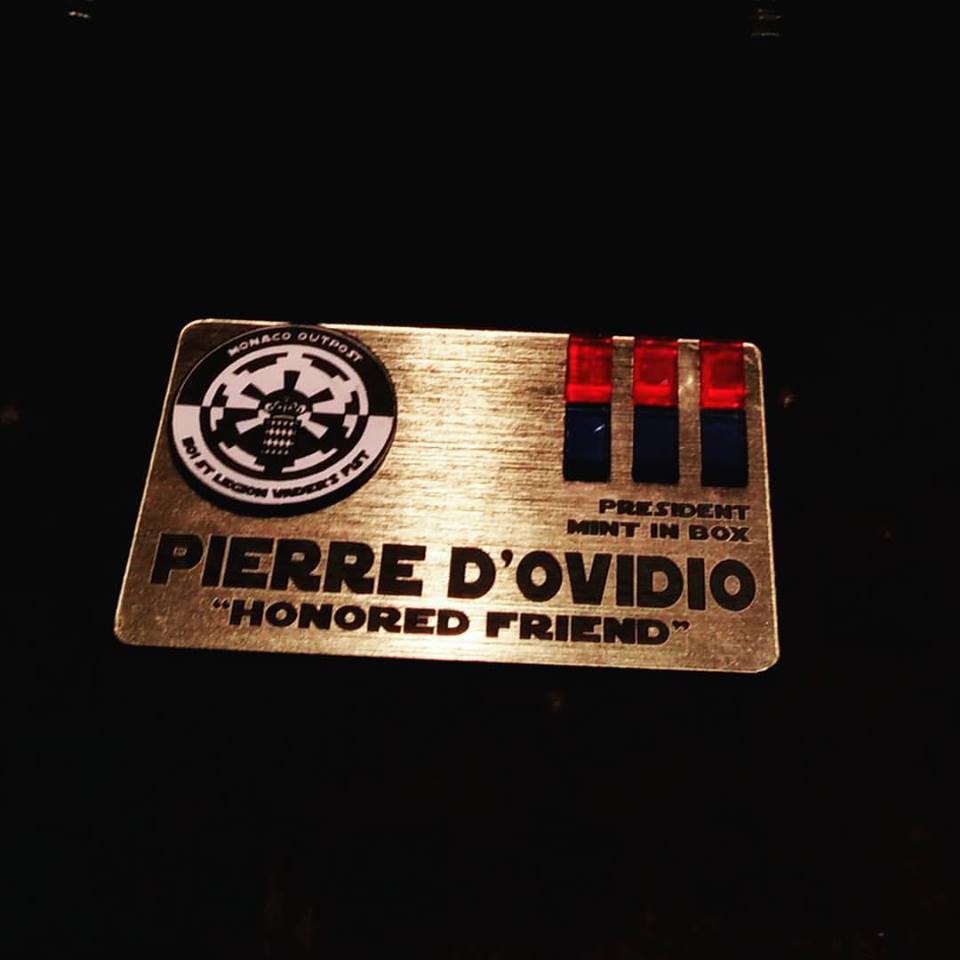 MONACO OUTPOST
501 ST LEGION VADER'S FIST
PRESIDENT
MINT IN BOX
PIERRE D'OVIDIO
“HONORED FRIEND”